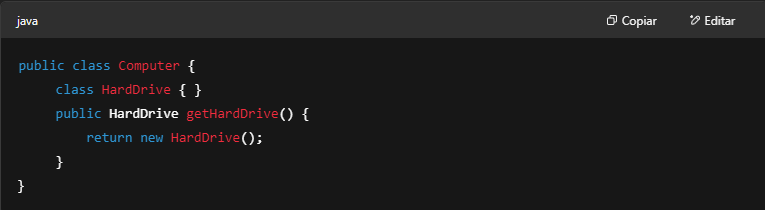 java
Copiar
Editar
public class Computer {
    class HardDrive { }
    public HardDrive getHardDrive() {
        return new HardDrive();
    }
}